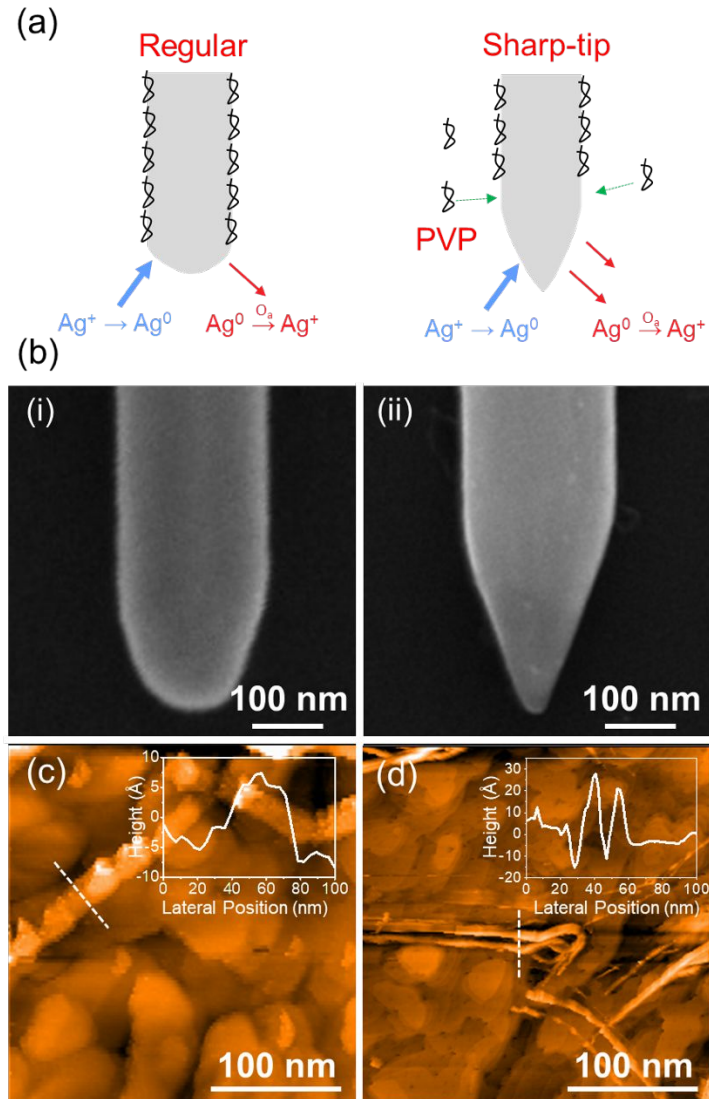 (a)
Regular
Sharp-tip
PVP
Ag⁺ → Ag⁰
Ag⁰ Oₐ→ Ag⁺
Ag⁺ → Ag⁰
Ag⁰ Oₐ→ Ag⁺
(b)
(i)
100 nm
(ii)
100 nm
(c)
Height (Å)
10
5
0
-5
-10
0 20 40 60 80 100
Lateral Position (nm)
100 nm
(d)
Height (Å)
30
20
10
0
-10
-20
0 20 40 60 80 100
Lateral Position (nm)
100 nm